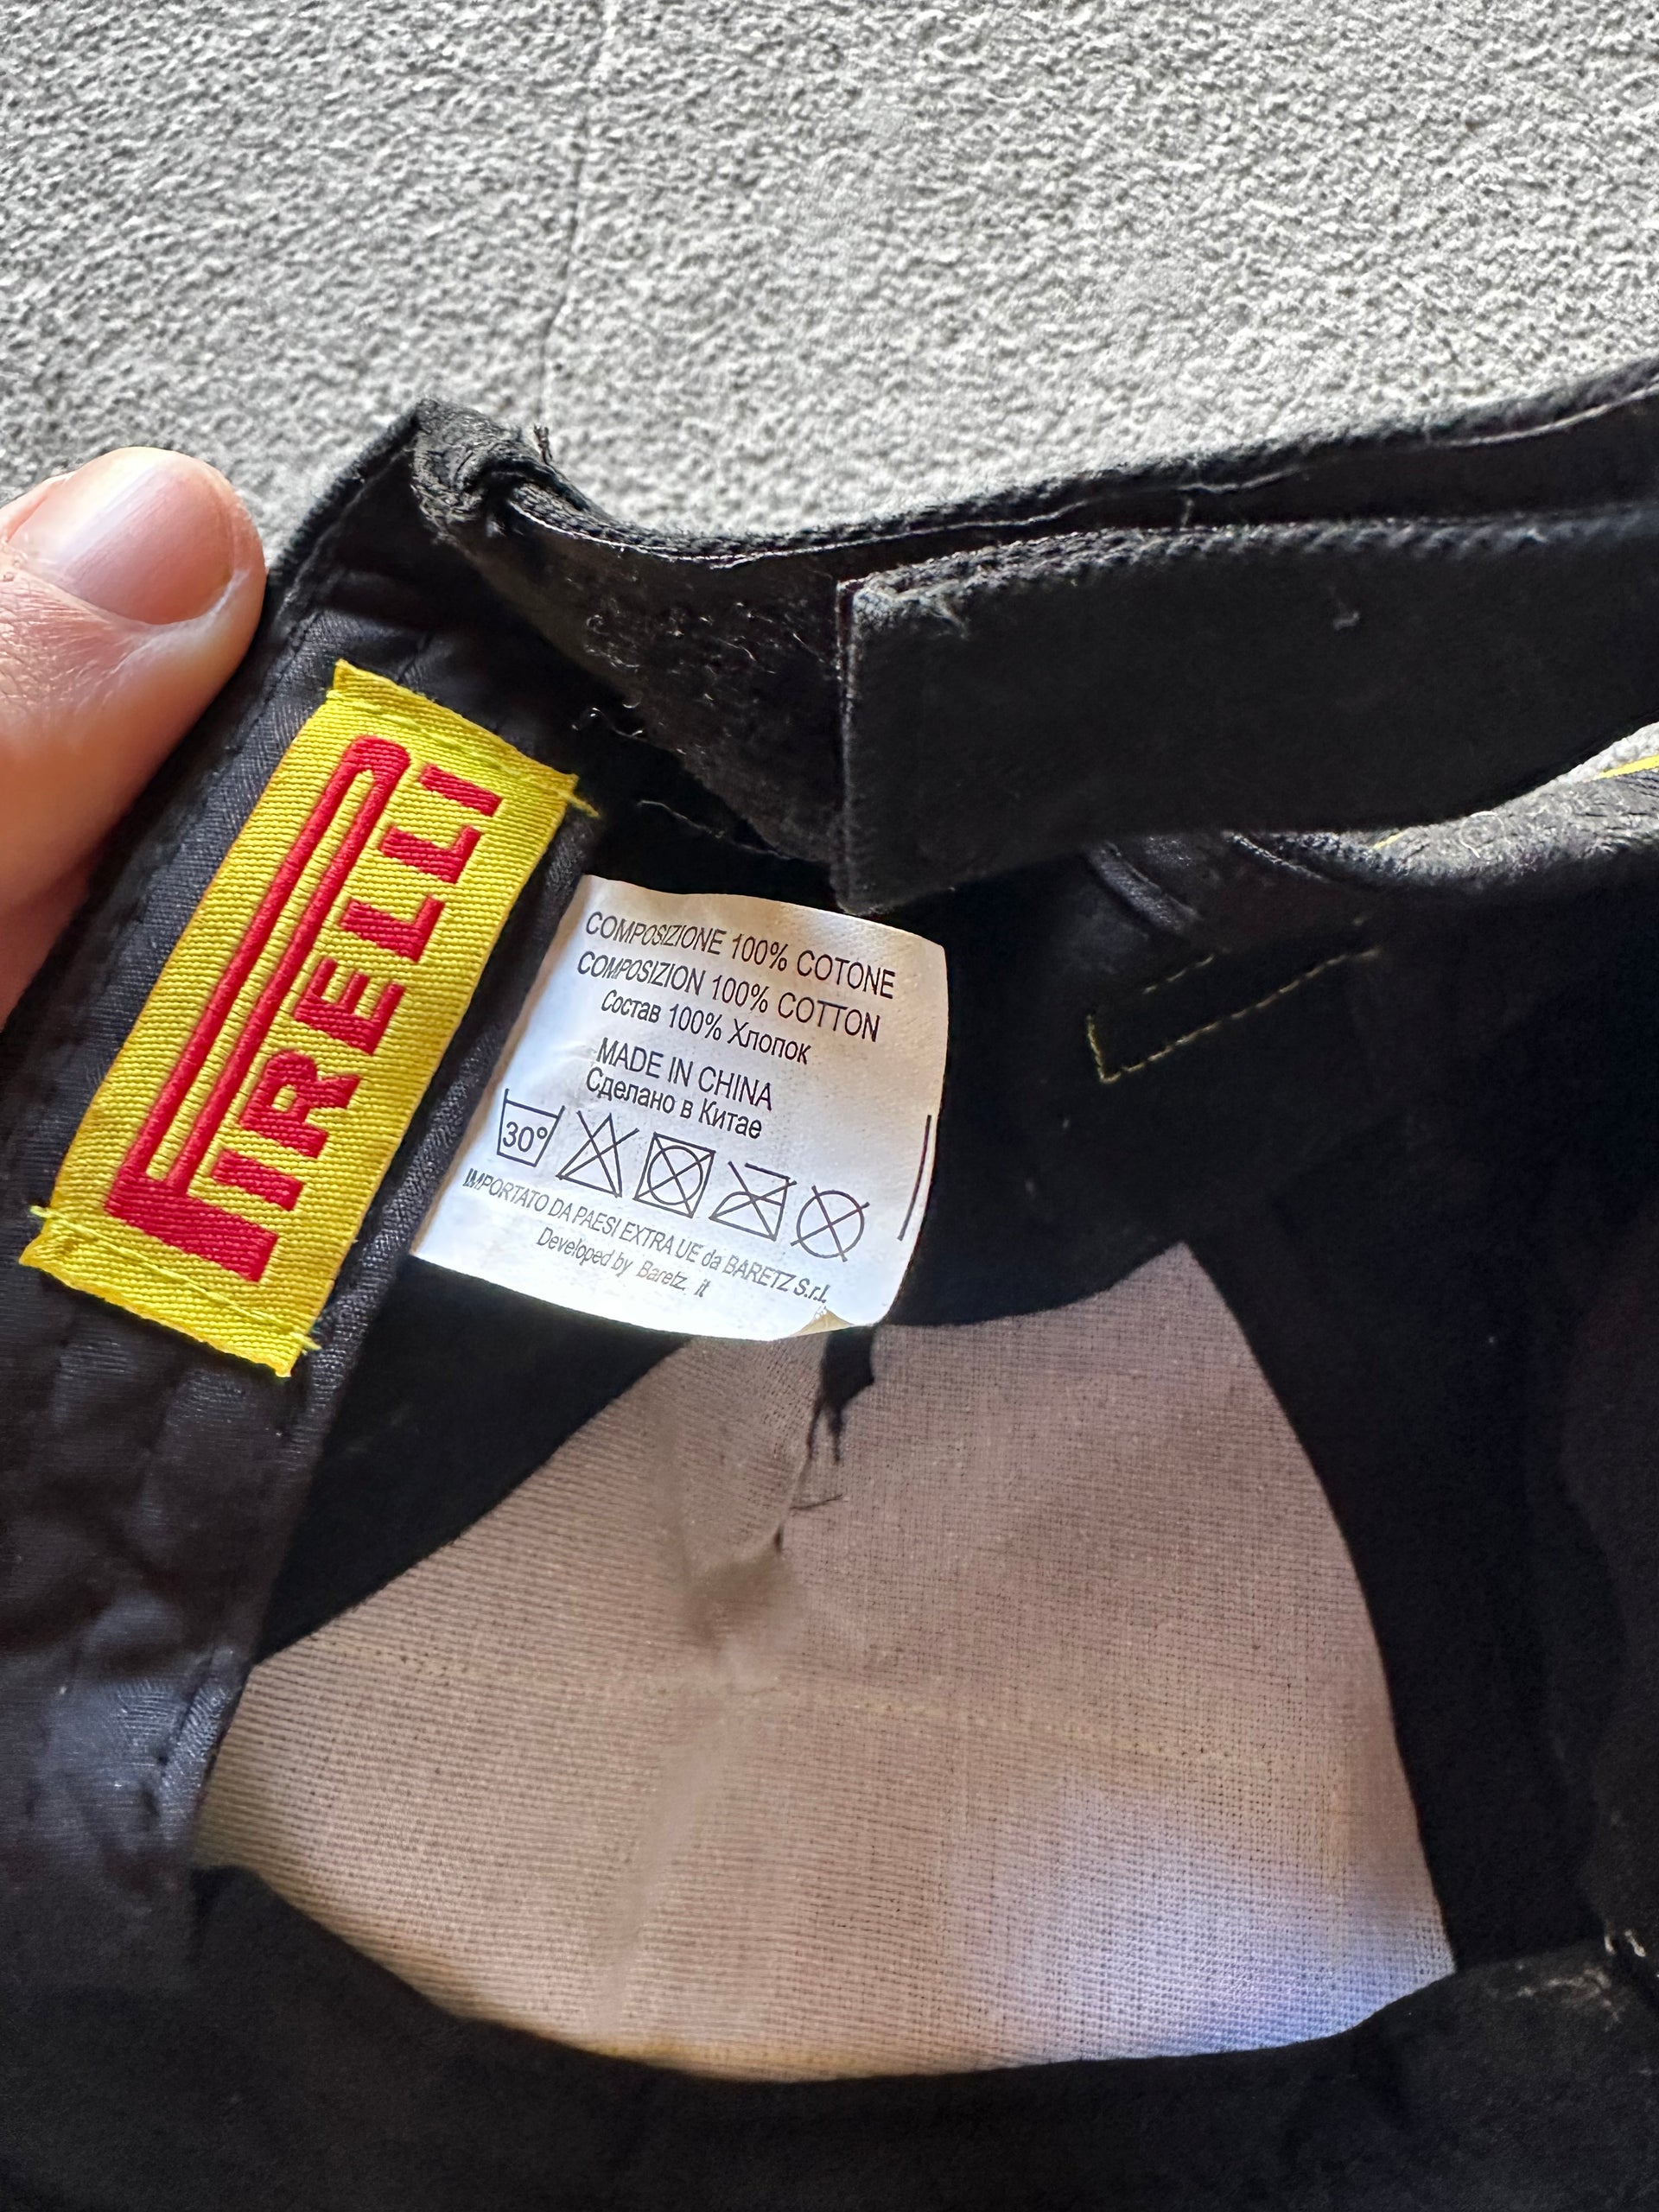 PIRELLI
COMPOSIZIONE 100% COTONE
COMPOSIZION 100% COTTON
Состав 100% Хлопок
MADE IN CHINA
Сделано в Китае
30°
IMPORTATO DA PAESI EXTRA UE da BARETZ S.r.l.
Developed by Baretz. it